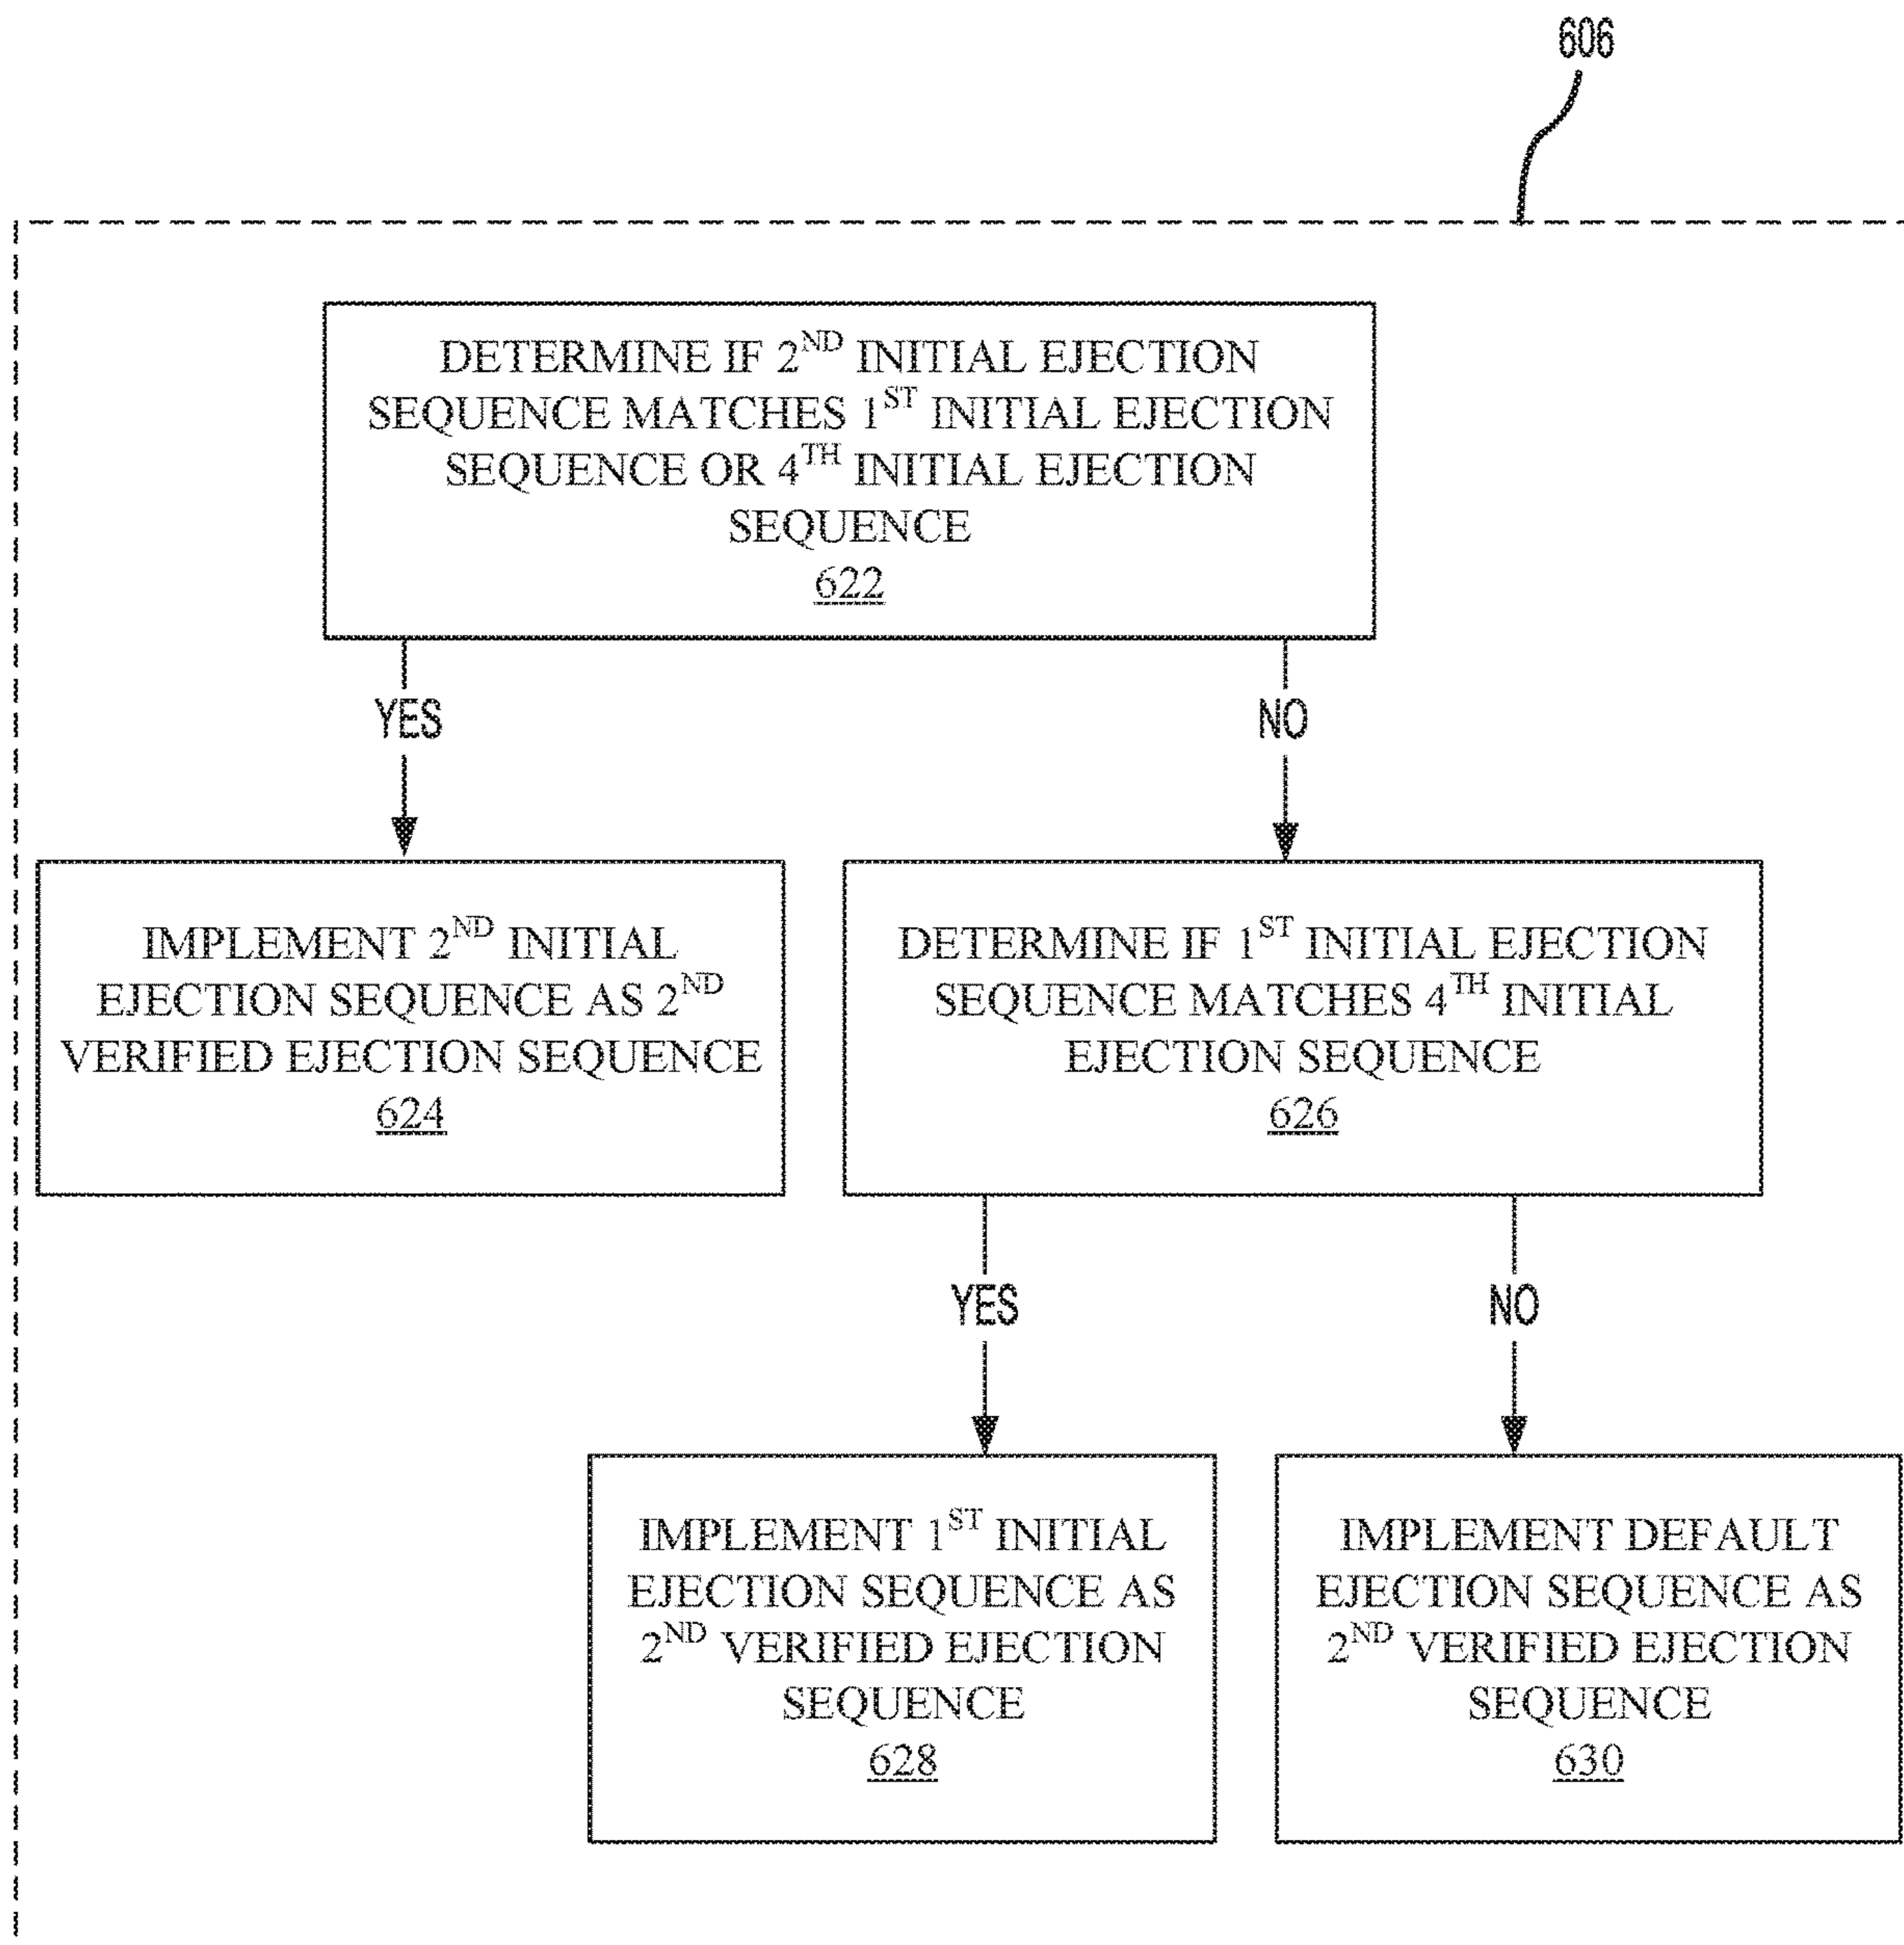 606
DETERMINE IF 2ND INITIAL EJECTION
SEQUENCE MATCHES 1ST INITIAL EJECTION
SEQUENCE OR 4TH INITIAL EJECTION
SEQUENCE
622
YES
NO
IMPLEMENT 2ND INITIAL
EJECTION SEQUENCE AS 2ND
VERIFIED EJECTION SEQUENCE
624
DETERMINE IF 1ST INITIAL EJECTION
SEQUENCE MATCHES 4TH INITIAL
EJECTION SEQUENCE
626
YES
NO
IMPLEMENT 1ST INITIAL
EJECTION SEQUENCE AS
2ND VERIFIED EJECTION
SEQUENCE
628
IMPLEMENT DEFAULT
EJECTION SEQUENCE AS
2ND VERIFIED EJECTION
SEQUENCE
630